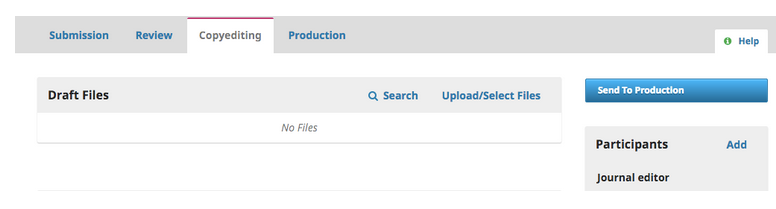 Submission Review Copyediting Production
Help
Draft Files Search Upload/Select Files
Send To Production
No Files
Participants Add
Journal editor